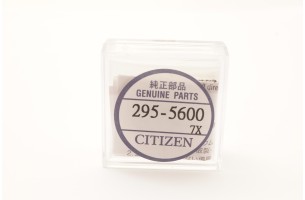 純正部品
GENUINE PARTS
295-5600
7X
CITIZEN